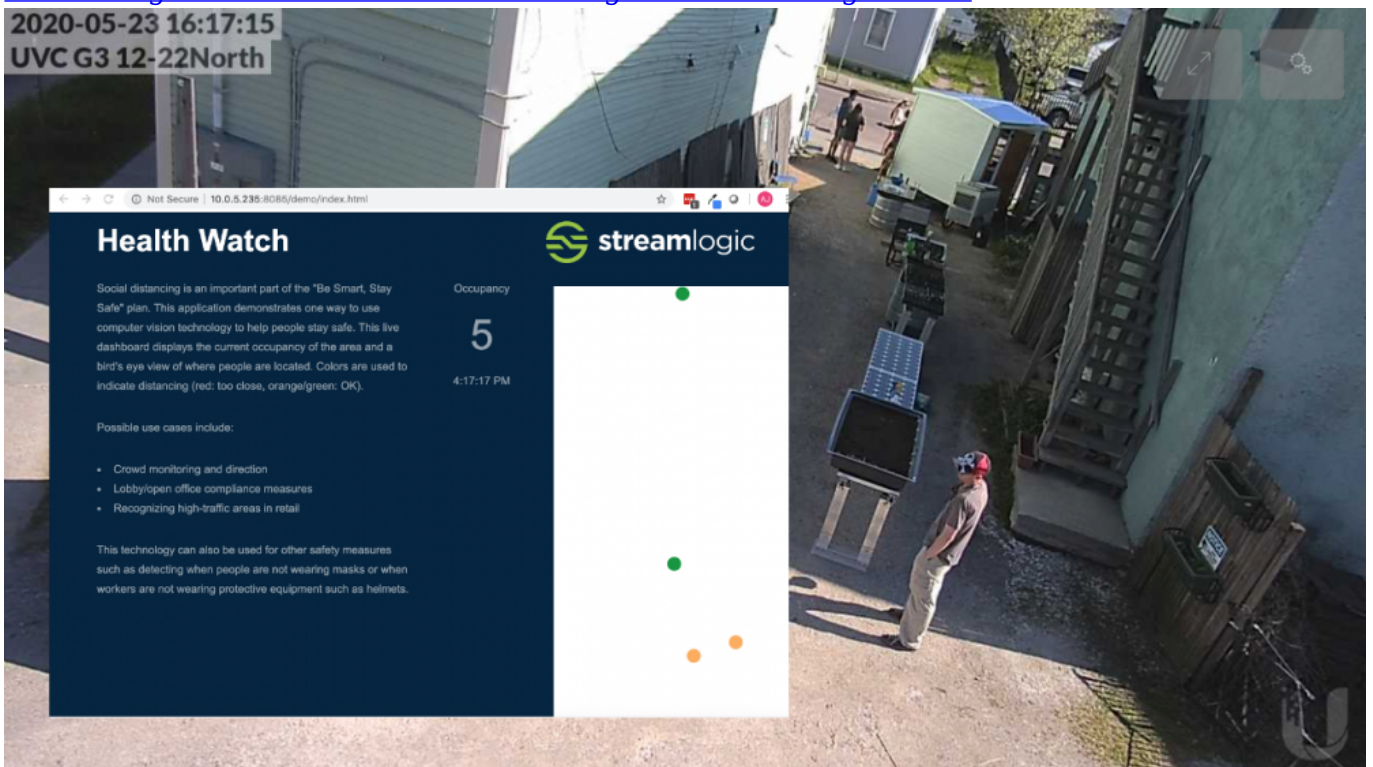 2020-05-23 16:17:15
UVC G3 12-22North
Not Secure | 10.0.5.235:8085/demo/index.html
AJ
Health Watch
streamlogic
Social distancing is an important part of the "Be Smart, Stay
Safe" plan. This application demonstrates one way to use
computer vision technology to help people stay safe. This live
dashboard displays the current occupancy of the area and a
bird's eye view of where people are located. Colors are used to
indicate distancing (red: too close, orange/green: OK).
Occupancy
5
4:17:17 PM
Possible use cases include:
• Crowd monitoring and direction
• Lobby/open office compliance measures
• Recognizing high-traffic areas in retail
This technology can also be used for other safety measures
such as detecting when people are not wearing masks or when
workers are not wearing protective equipment such as helmets.